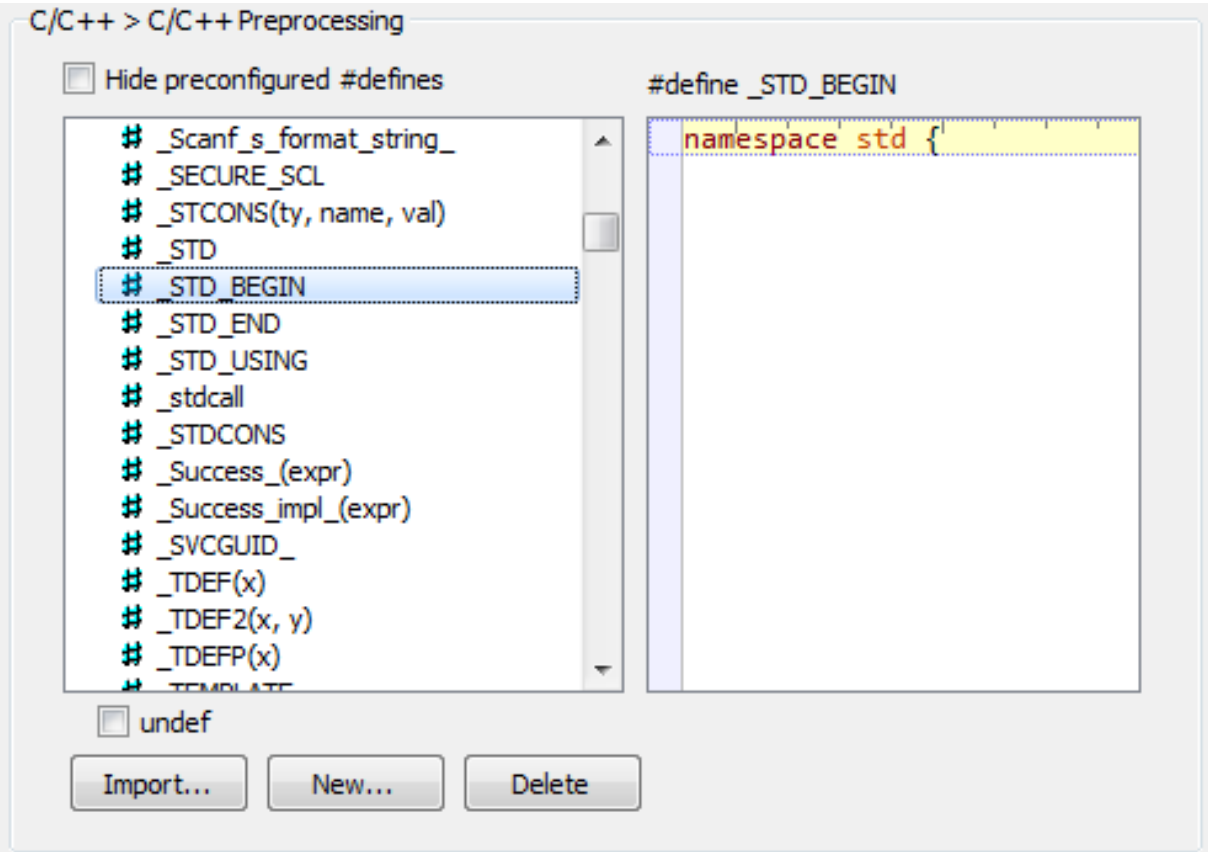 C/C++ > C/C++ Preprocessing
Hide preconfigured #defines
#define _STD_BEGIN
_Scanf_s_format_string_
_SECURE_SCL
_STCONS(ty, name, val)
_STD
_STD_BEGIN
_STD_END
_STD_USING
_stdcall
_STDCONS
_Success_(expr)
_Success_impl_(expr)
_SVCGUID_
_TDEF(x)
_TDEF2(x, y)
_TDEFP(x)
_TEMPLATE_
namespace std {
undef
Import...
New...
Delete